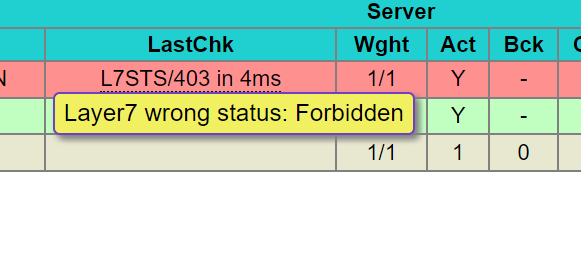 Server
LastChk Wght Act Bck
N L7STS/403 in 4ms 1/1 Y -
Layer7 wrong status: Forbidden Y -
1/1 1 0